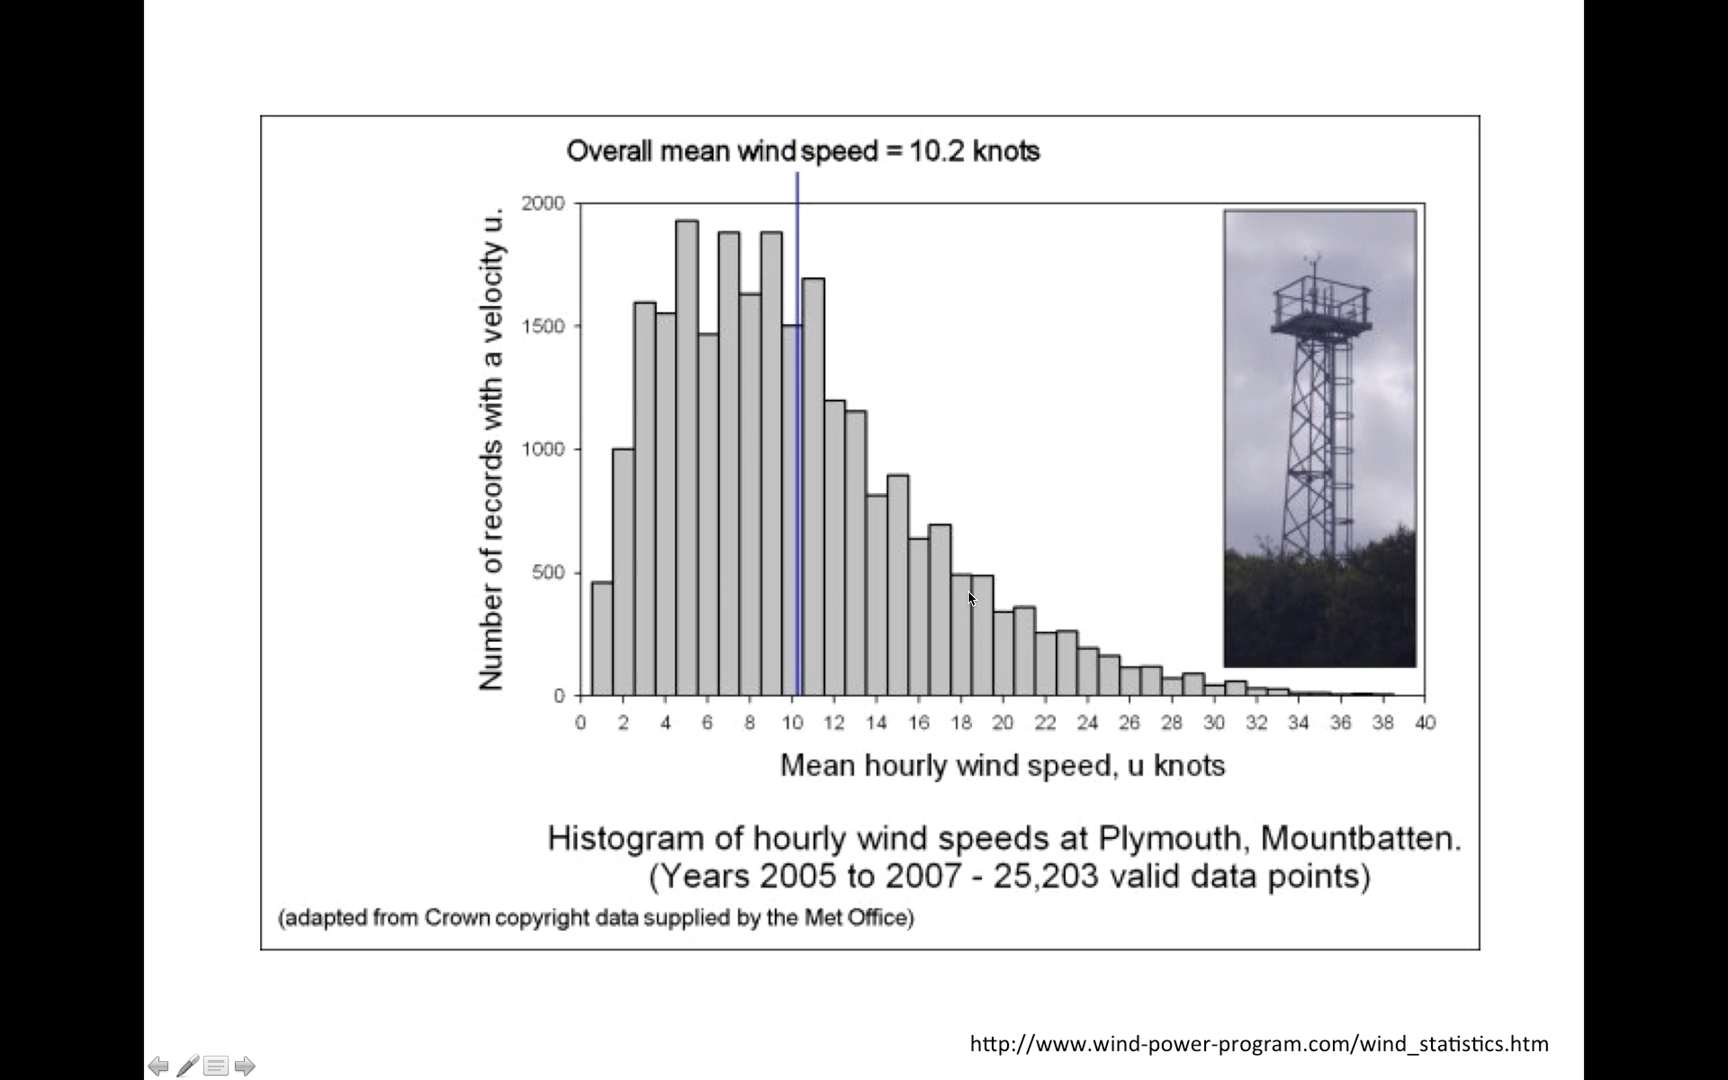 Overall mean wind speed = 10.2 knots
Number of records with a velocity u.
2000
1500
1000
500
0
0 2 4 6 8 10 12 14 16 18 20 22 24 26 28 30 32 34 36 38 40
Mean hourly wind speed, u knots
Histogram of hourly wind speeds at Plymouth, Mountbatten.
(Years 2005 to 2007 - 25,203 valid data points)
(adapted from Crown copyright data supplied by the Met Office)
http://www.wind-power-program.com/wind_statistics.htm